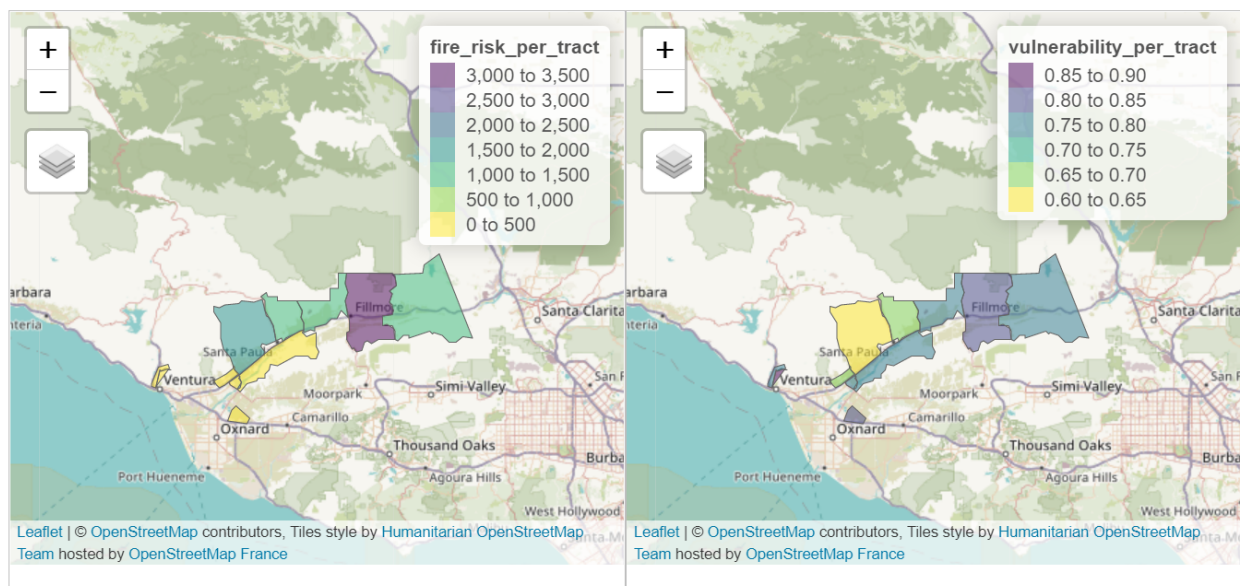 +
−
fire_risk_per_tract
3,000 to 3,500
2,500 to 3,000
2,000 to 2,500
1,500 to 2,000
1,000 to 1,500
500 to 1,000
0 to 500
arbara
nteria
Fillmore
Santa Clarita
Santa Paula
Ventura
Moorpark
Simi Valley
San F
Camarillo
Oxnard
Thousand Oaks
Burba
Port Hueneme
Agoura Hills
West Hollywood
Santa Mo
Leaflet | © OpenStreetMap contributors, Tiles style by Humanitarian OpenStreetMap
Team hosted by OpenStreetMap France
+
−
vulnerability_per_tract
0.85 to 0.90
0.80 to 0.85
0.75 to 0.80
0.70 to 0.75
0.65 to 0.70
0.60 to 0.65
arbara
nteria
Fillmore
Santa Clarita
Santa Paula
Ventura
Moorpark
Simi Valley
San F
Camarillo
Oxnard
Thousand Oaks
Burba
Port Hueneme
Agoura Hills
West Hollywood
Leaflet | © OpenStreetMap contributors, Tiles style by Humanitarian OpenStreetMap
Team hosted by OpenStreetMap France